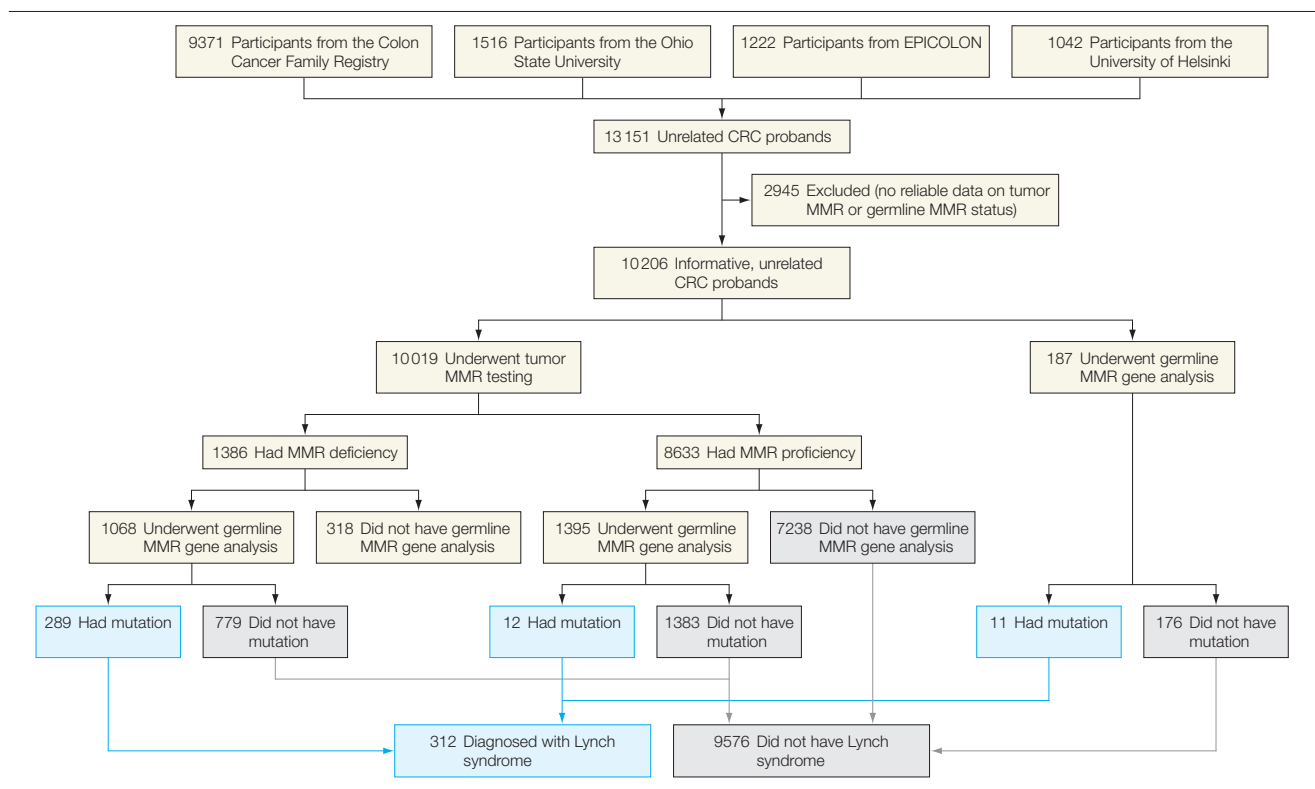 9371 Participants from the Colon
Cancer Family Registry
1516 Participants from the Ohio
State University
1222 Participants from EPICOLON
1042 Participants from the
University of Helsinki
13 151 Unrelated CRC probands
2945 Excluded (no reliable data on tumor
MMR or germline MMR status)
10 206 Informative, unrelated
CRC probands
10 019 Underwent tumor
MMR testing
187 Underwent germline
MMR gene analysis
1386 Had MMR deficiency
8633 Had MMR proficiency
1068 Underwent germline
MMR gene analysis
318 Did not have germline
MMR gene analysis
1395 Underwent germline
MMR gene analysis
7238 Did not have germline
MMR gene analysis
289 Had mutation
779 Did not have
mutation
12 Had mutation
1383 Did not have
mutation
11 Had mutation
176 Did not have
mutation
312 Diagnosed with Lynch
syndrome
9576 Did not have Lynch
syndrome